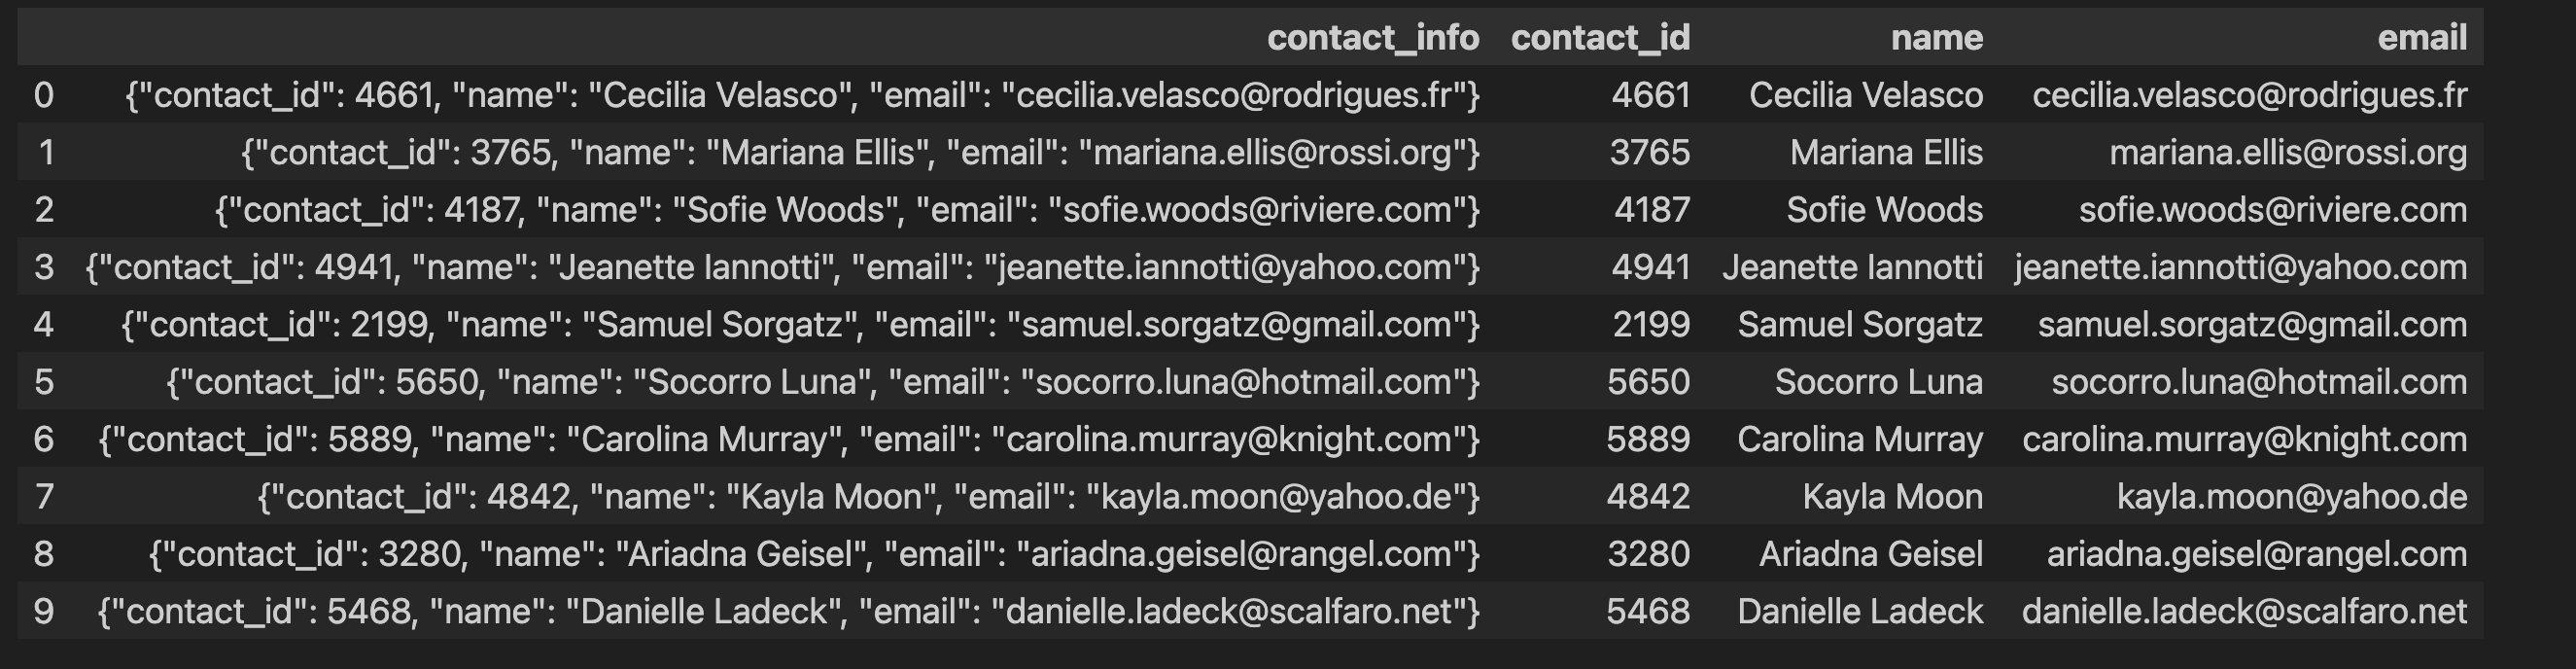 contact_info contact_id name email
0 {"contact_id": 4661, "name": "Cecilia Velasco", "email": "cecilia.velasco@rodrigues.fr"} 4661 Cecilia Velasco cecilia.velasco@rodrigues.fr
1 {"contact_id": 3765, "name": "Mariana Ellis", "email": "mariana.ellis@rossi.org"} 3765 Mariana Ellis mariana.ellis@rossi.org
2 {"contact_id": 4187, "name": "Sofie Woods", "email": "sofie.woods@riviere.com"} 4187 Sofie Woods sofie.woods@riviere.com
3 {"contact_id": 4941, "name": "Jeanette Iannotti", "email": "jeanette.iannotti@yahoo.com"} 4941 Jeanette Iannotti jeanette.iannotti@yahoo.com
4 {"contact_id": 2199, "name": "Samuel Sorgatz", "email": "samuel.sorgatz@gmail.com"} 2199 Samuel Sorgatz samuel.sorgatz@gmail.com
5 {"contact_id": 5650, "name": "Socorro Luna", "email": "socorro.luna@hotmail.com"} 5650 Socorro Luna socorro.luna@hotmail.com
6 {"contact_id": 5889, "name": "Carolina Murray", "email": "carolina.murray@knight.com"} 5889 Carolina Murray carolina.murray@knight.com
7 {"contact_id": 4842, "name": "Kayla Moon", "email": "kayla.moon@yahoo.de"} 4842 Kayla Moon kayla.moon@yahoo.de
8 {"contact_id": 3280, "name": "Ariadna Geisel", "email": "ariadna.geisel@rangel.com"} 3280 Ariadna Geisel ariadna.geisel@rangel.com
9 {"contact_id": 5468, "name": "Danielle Ladeck", "email": "danielle.ladeck@scalfaro.net"} 5468 Danielle Ladeck danielle.ladeck@scalfaro.net